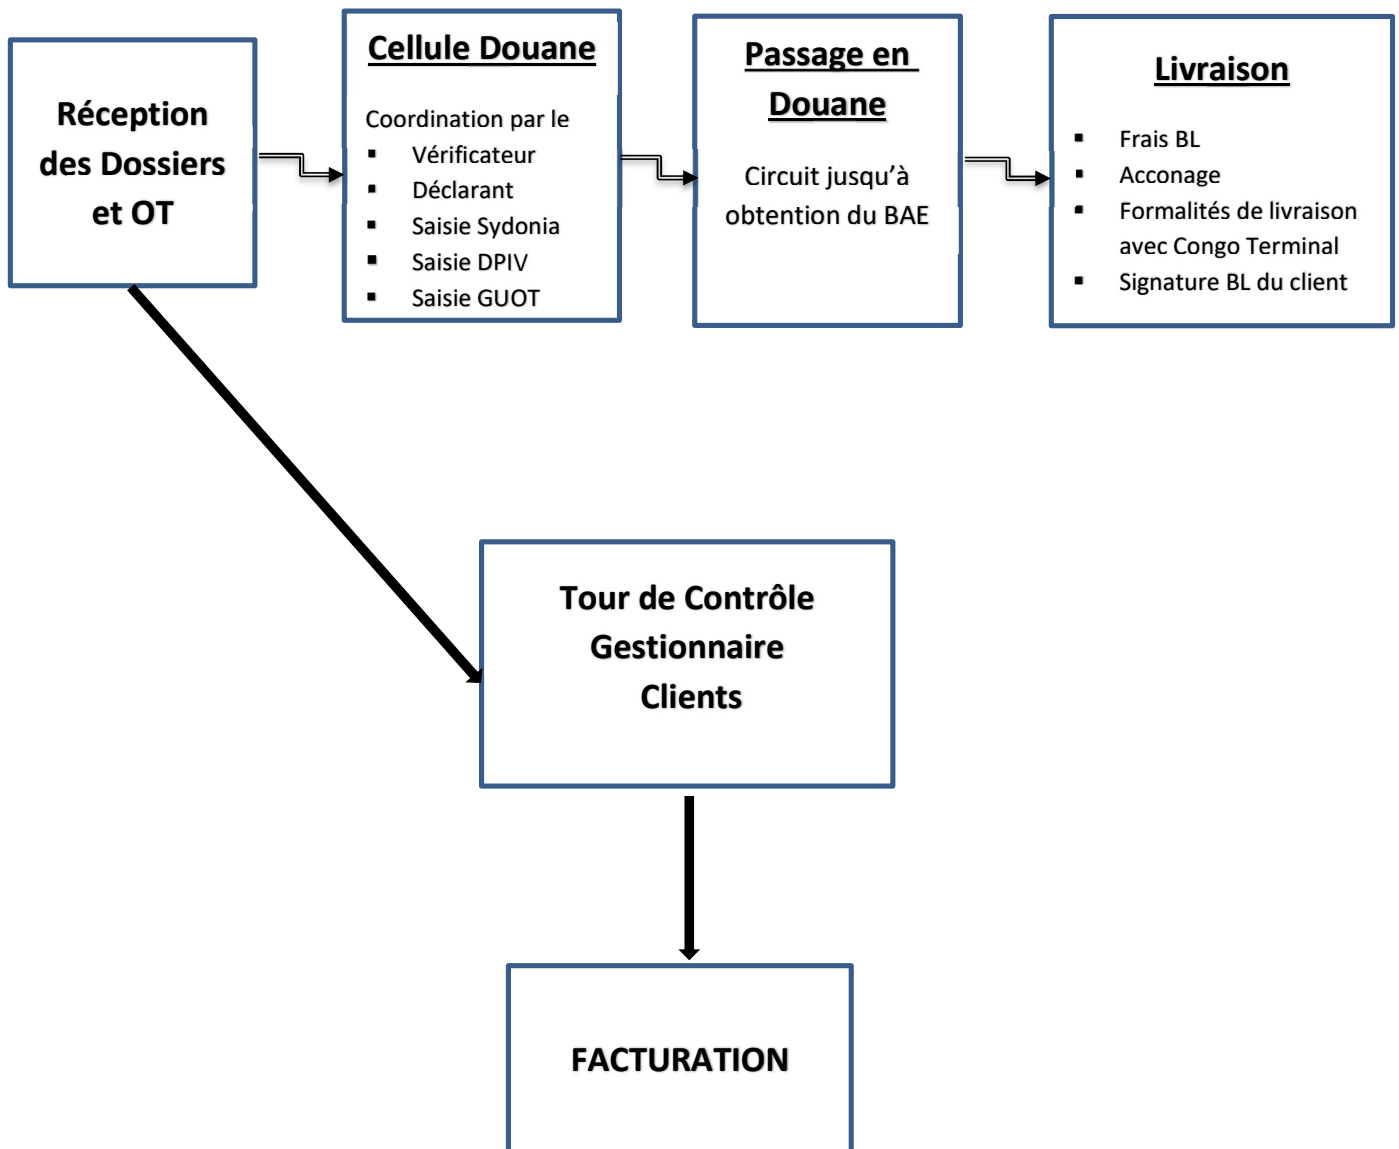 Réception
des Dossiers
et OT
Cellule Douane
Coordination par le
▪ Vérificateur
▪ Déclarant
▪ Saisie Sydonia
▪ Saisie DPIV
▪ Saisie GUOT
Passage en
Douane
Circuit jusqu’à
obtention du BAE
Livraison
▪ Frais BL
▪ Acconage
▪ Formalités de livraison
avec Congo Terminal
▪ Signature BL du client
Tour de Contrôle
Gestionnaire
Clients
FACTURATION